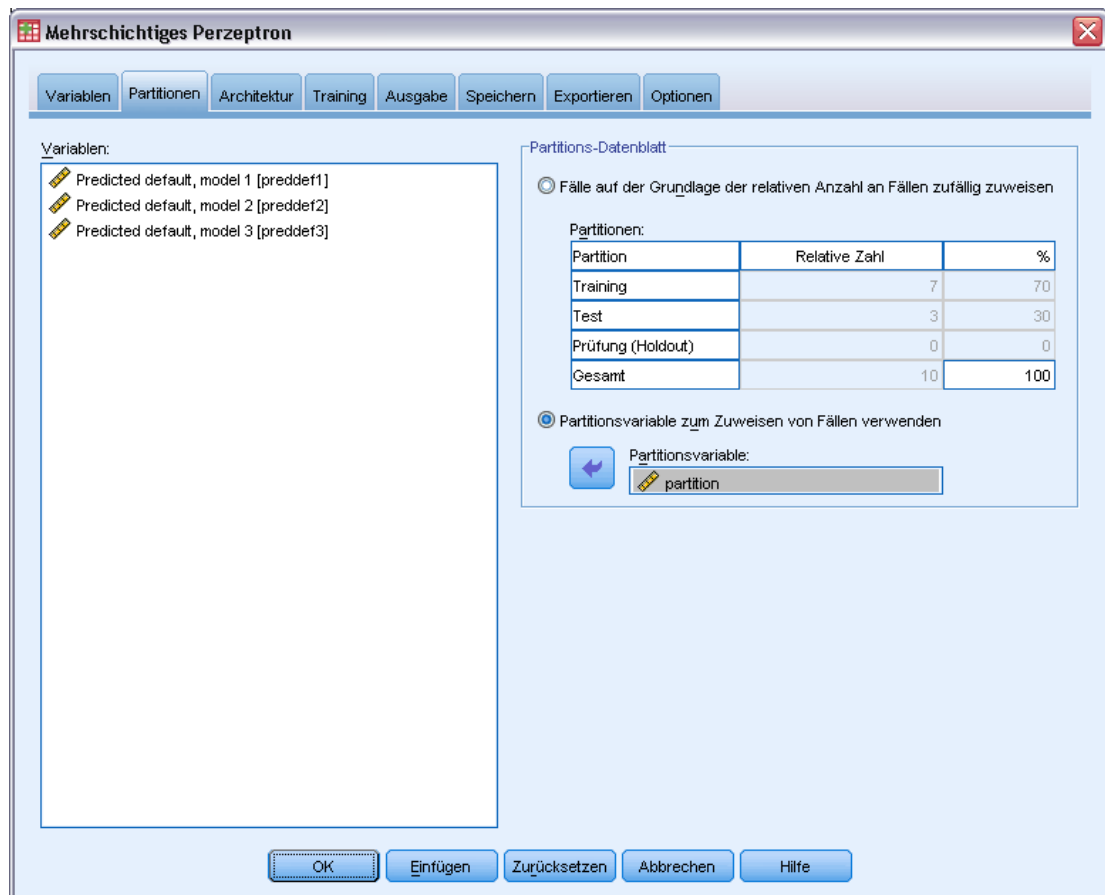 Mehrschichtiges Perzeptron
Variablen Partitionen Architektur Training Ausgabe Speichern Exportieren Optionen
Variablen:
Predicted default, model 1 [preddef1]
Predicted default, model 2 [preddef2]
Predicted default, model 3 [preddef3]
Partitions-Datenblatt
Fälle auf der Grundlage der relativen Anzahl an Fällen zufällig zuweisen
Partitionen:
Partition Relative Zahl %
Training 7 70
Test 3 30
Prüfung (Holdout) 0 0
Gesamt 10 100
Partitionsvariable zum Zuweisen von Fällen verwenden
Partitionsvariable:
partition
OK Einfügen Zurücksetzen Abbrechen Hilfe